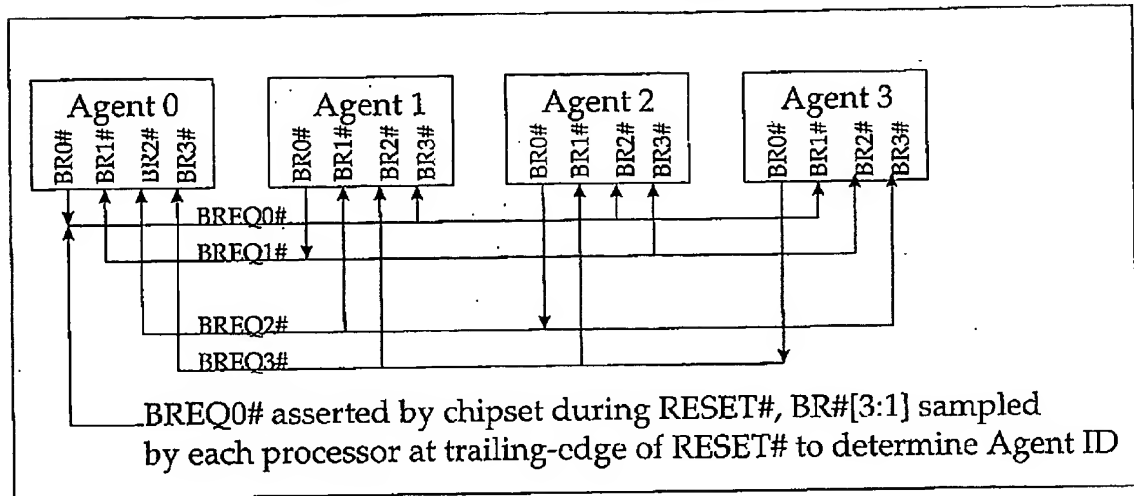 Agent 0 Agent 1 Agent 2 Agent 3
BR0# BR1# BR2# BR3# BR0# BR1# BR2# BR3# BR0# BR1# BR2# BR3# BR0# BR1# BR2# BR3#
BREQ0#
BREQ1#
BREQ2#
BREQ3#
BREQ0# asserted by chipset during RESET#, BR#[3:1] sampled
by each processor at trailing-edge of RESET# to determine Agent ID